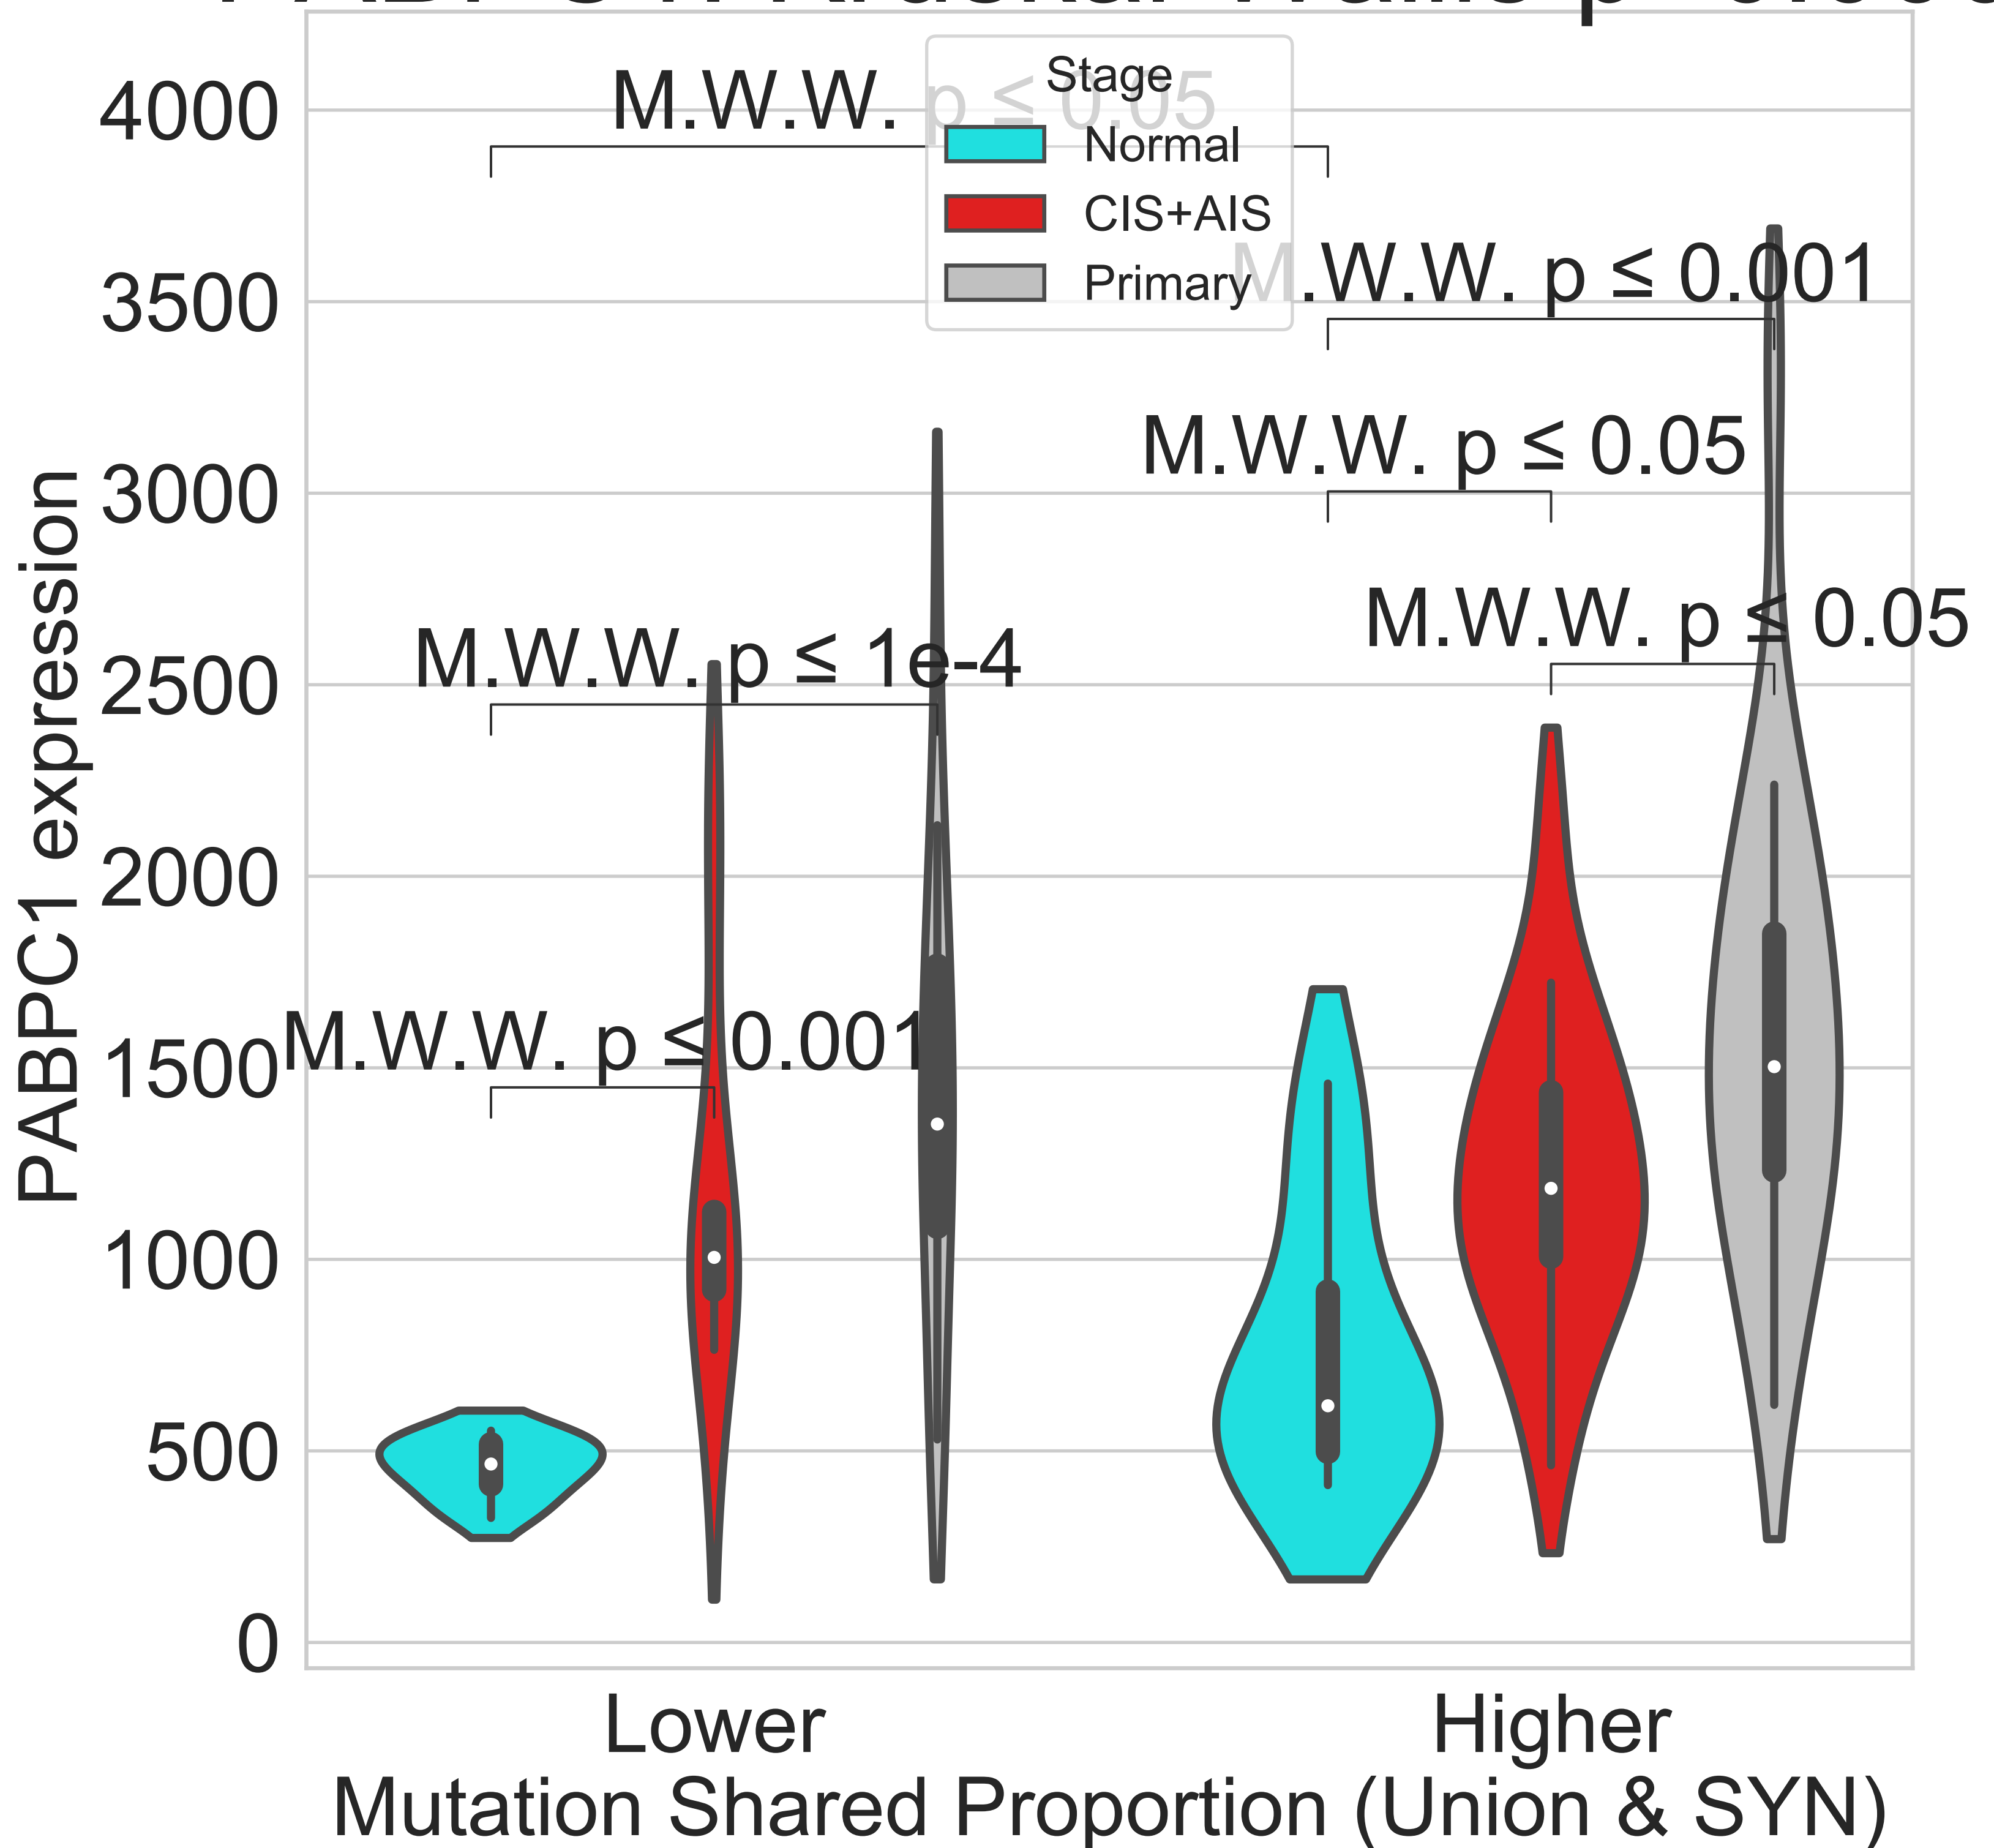 4000
3500
3000
2500
2000
1500
1000
500
0
PABPC1 expression
M.W.W. p ≤ 0.05
Stage
Normal
CIS+AIS
Primary
M.W.W. p ≤ 0.001
M.W.W. p ≤ 0.05
M.W.W. p ≤ 0.05
M.W.W. p ≤ 1e-4
M.W.W. p ≤ 0.001
Lower
Higher
Mutation Shared Proportion (Union & SYN)